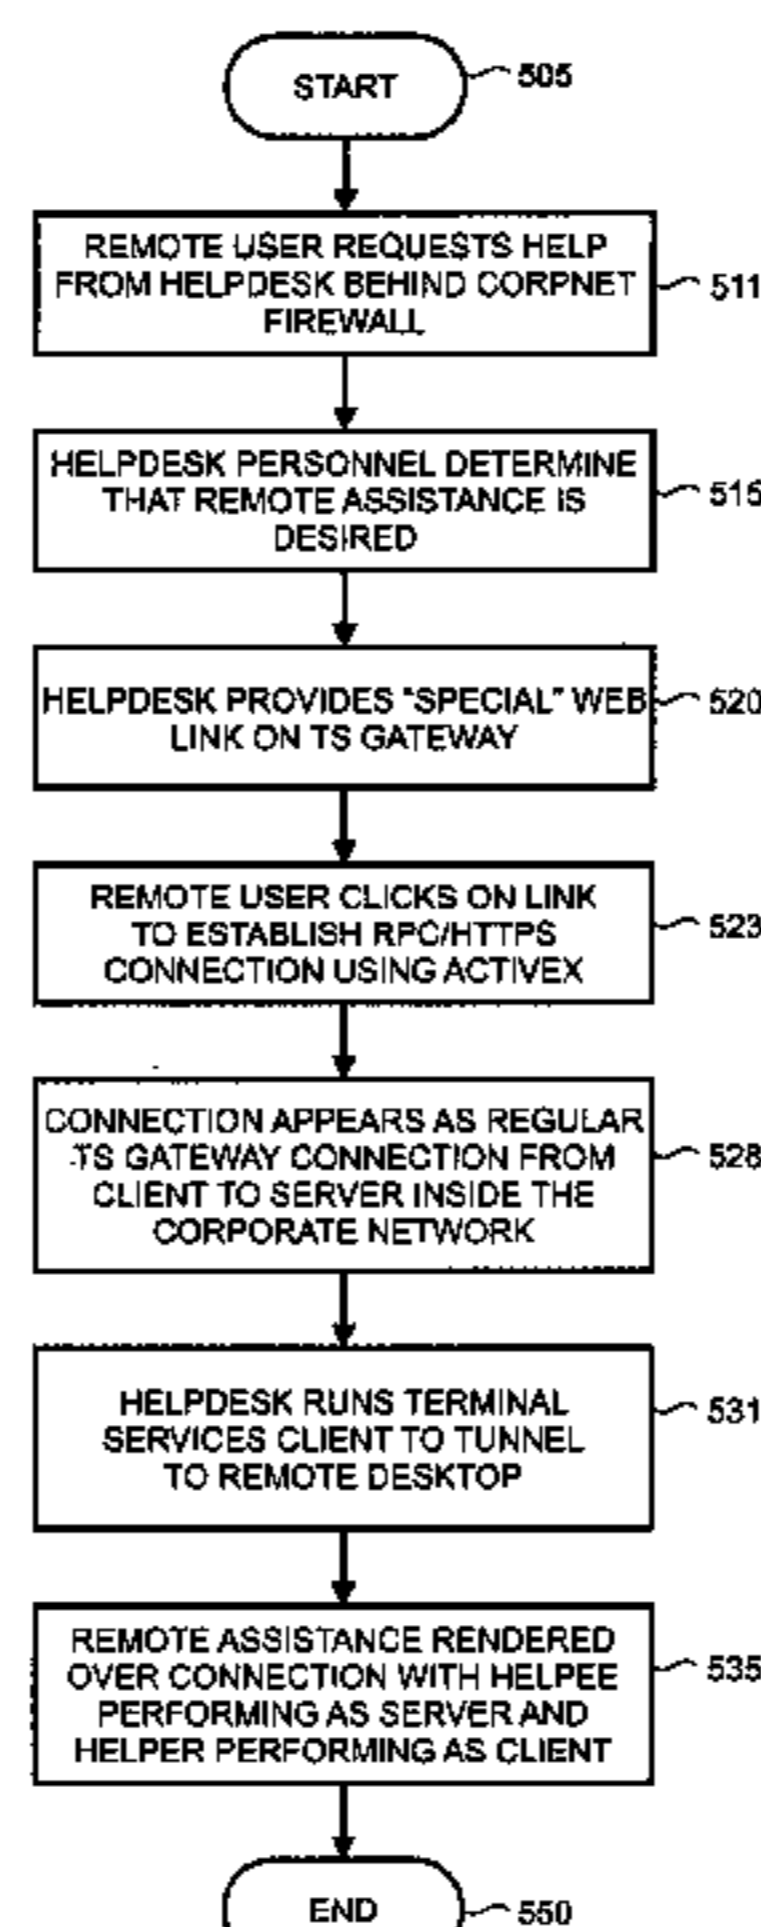 START
505
REMOTE USER REQUESTS HELP
FROM HELPDESK BEHIND CORPNET
FIREWALL
511
HELPDESK PERSONNEL DETERMINE
THAT REMOTE ASSISTANCE IS
DESIRED
515
HELPDESK PROVIDES "SPECIAL" WEB
LINK ON TS GATEWAY
520
REMOTE USER CLICKS ON LINK
TO ESTABLISH RPC/HTTPS
CONNECTION USING ACTIVEX
523
CONNECTION APPEARS AS REGULAR
TS GATEWAY CONNECTION FROM
CLIENT TO SERVER INSIDE THE
CORPORATE NETWORK
528
HELPDESK RUNS TERMINAL
SERVICES CLIENT TO TUNNEL
TO REMOTE DESKTOP
531
REMOTE ASSISTANCE RENDERED
OVER CONNECTION WITH HELPEE
PERFORMING AS SERVER AND
HELPER PERFORMING AS CLIENT
535
END
550